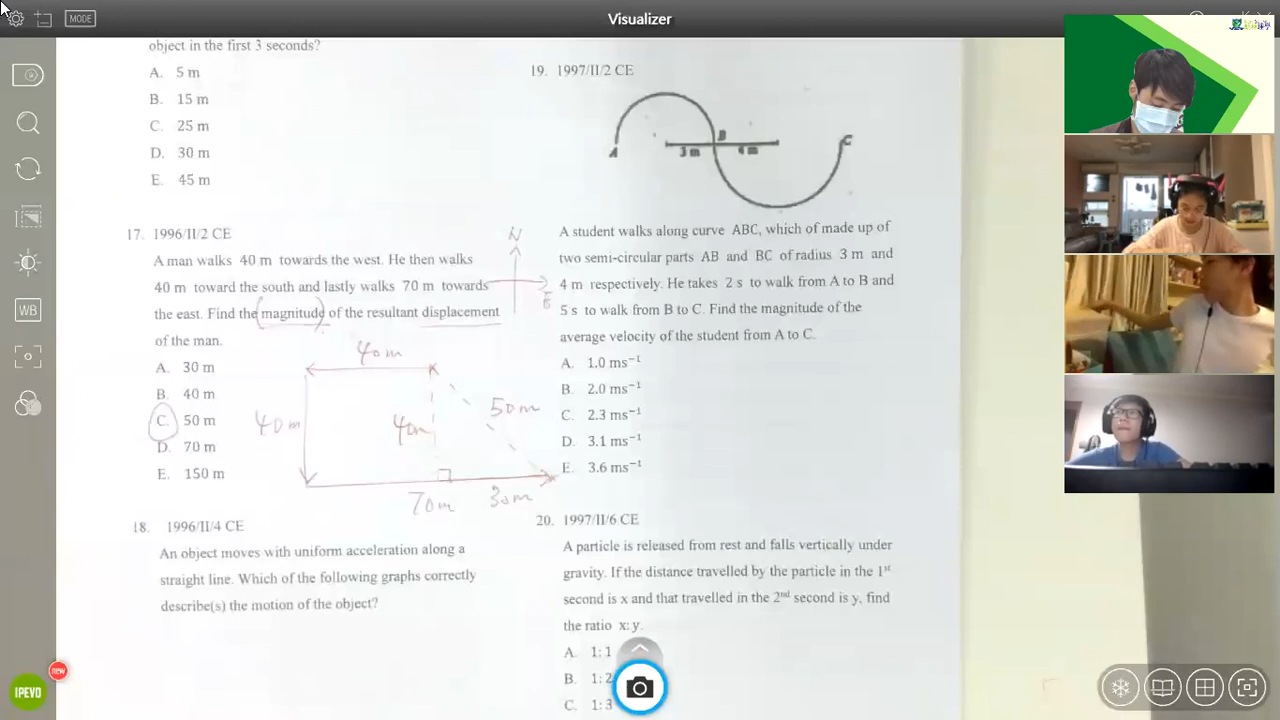 MODE
Visualizer
object in the first 3 seconds?
A. 5 m
B. 15 m
C. 25 m
D. 30 m
E. 45 m
17. 1996/II/2 CE
A man walks 40 m towards the west. He then walks
40 m toward the south and lastly walks 70 m towards
the east. Find the magnitude of the resultant displacement
of the man.
A. 30 m
B. 40 m
C. 50 m
D. 70 m
E. 150 m
N
E
40m
40m
40m
50m
70m
30m
18. 1996/II/4 CE
An object moves with uniform acceleration along a
straight line. Which of the following graphs correctly
describe(s) the motion of the object?
19. 1997/II/2 CE
A
B
C
3 m
4 m
A student walks along curve ABC, which of made up of
two semi-circular parts AB and BC of radius 3 m and
4 m respectively. He takes 2 s to walk from A to B and
5 s to walk from B to C. Find the magnitude of the
average velocity of the student from A to C.
A. 1.0 ms⁻¹
B. 2.0 ms⁻¹
C. 2.3 ms⁻¹
D. 3.1 ms⁻¹
E. 3.6 ms⁻¹
20. 1997/II/6 CE
A particle is released from rest and falls vertically under
gravity. If the distance travelled by the particle in the 1st
second is x and that travelled in the 2nd second is y, find
the ratio x: y.
A. 1: 1
B. 1: 2
C. 1: 3
WB
new
IPEVO